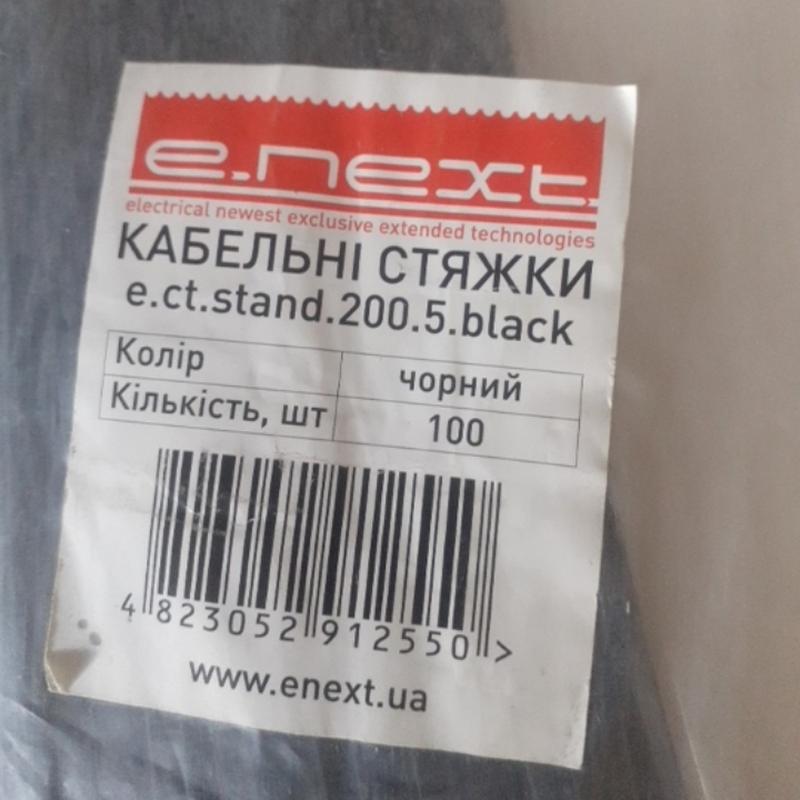 e.next
electrical newest exclusive extended technologies
КАБЕЛЬНІ СТЯЖКИ
e.ct.stand.200.5.black
Колір чорний
Кількість, шт 100
4 823052 912550 >
www.enext.ua